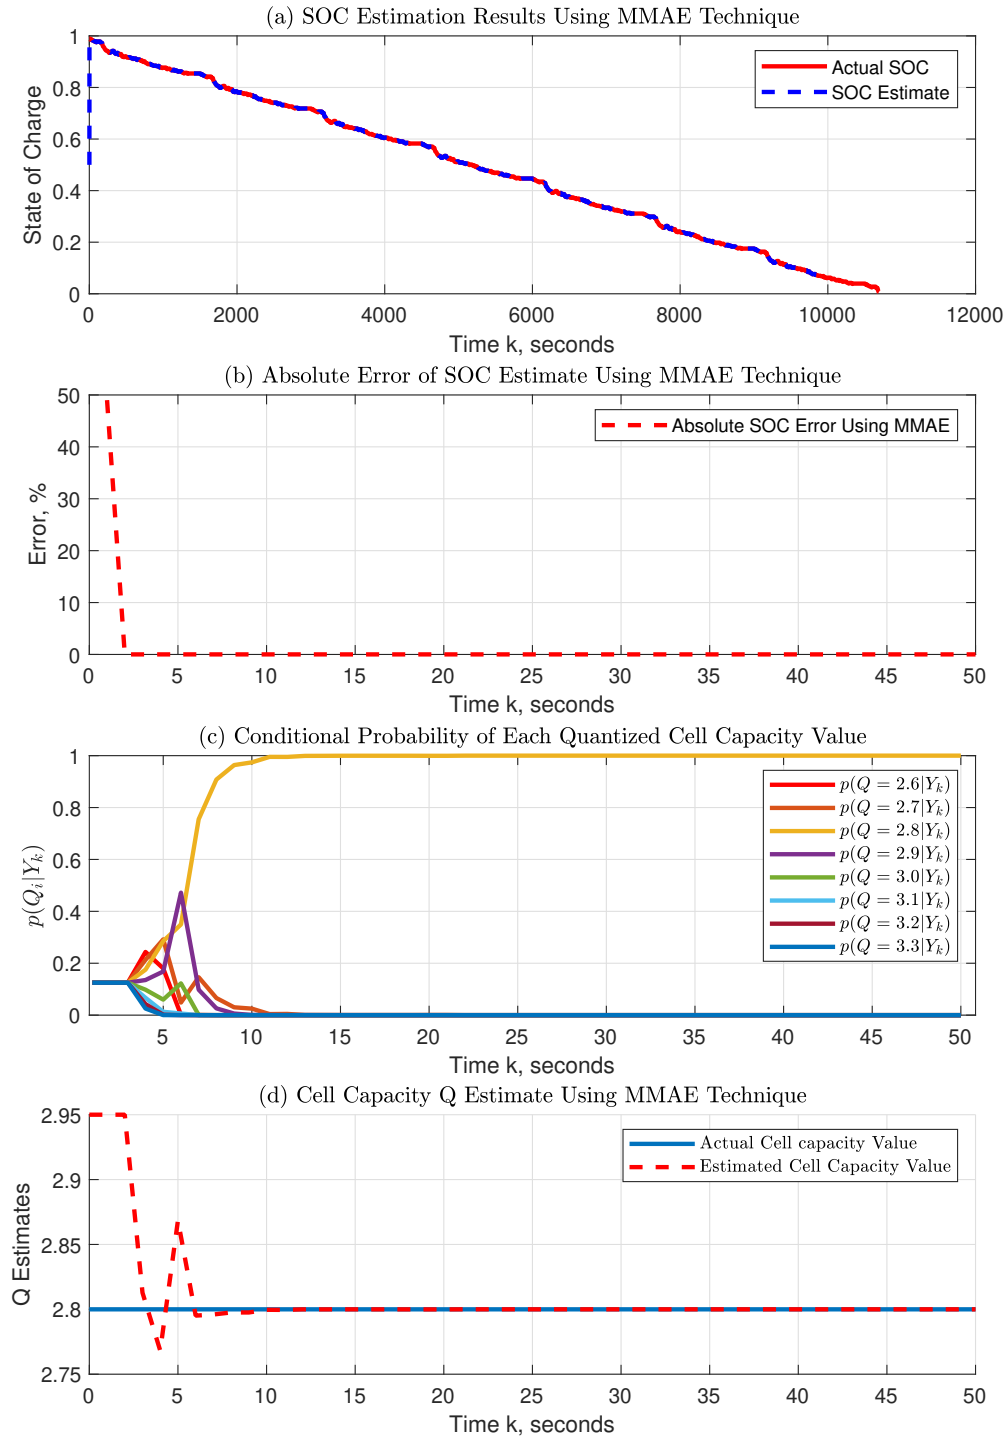 (a) SOC Estimation Results Using MMAE Technique
1
0.8
0.6
0.4
0.2
0
State of Charge
Actual SOC
SOC Estimate
0 2000 4000 6000 8000 10000 12000
Time k, seconds
(b) Absolute Error of SOC Estimate Using MMAE Technique
50
40
30
20
10
0
Error, %
Absolute SOC Error Using MMAE
0 5 10 15 20 25 30 35 40 45 50
Time k, seconds
(c) Conditional Probability of Each Quantized Cell Capacity Value
1
0.8
0.6
0.4
0.2
0
p(Q_i|Y_k)
p(Q = 2.6|Y_k)
p(Q = 2.7|Y_k)
p(Q = 2.8|Y_k)
p(Q = 2.9|Y_k)
p(Q = 3.0|Y_k)
p(Q = 3.1|Y_k)
p(Q = 3.2|Y_k)
p(Q = 3.3|Y_k)
5 10 15 20 25 30 35 40 45 50
Time k, seconds
(d) Cell Capacity Q Estimate Using MMAE Technique
2.95
2.9
2.85
2.8
2.75
Q Estimates
Actual Cell capacity Value
Estimated Cell Capacity Value
0 5 10 15 20 25 30 35 40 45 50
Time k, seconds